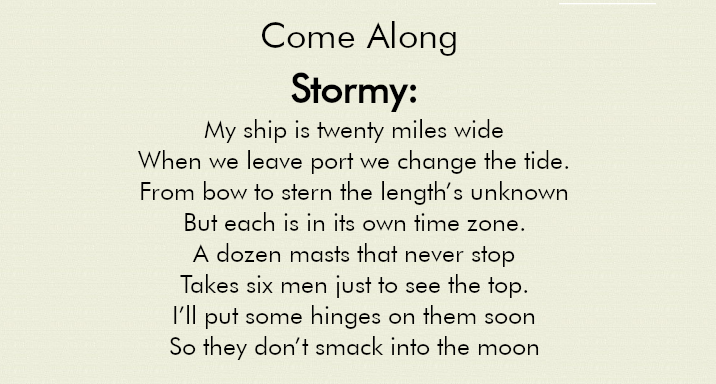 Come Along
Stormy:
My ship is twenty miles wide
When we leave port we change the tide.
From bow to stern the length’s unknown
But each is in its own time zone.
A dozen masts that never stop
Takes six men just to see the top.
I’ll put some hinges on them soon
So they don’t smack into the moon